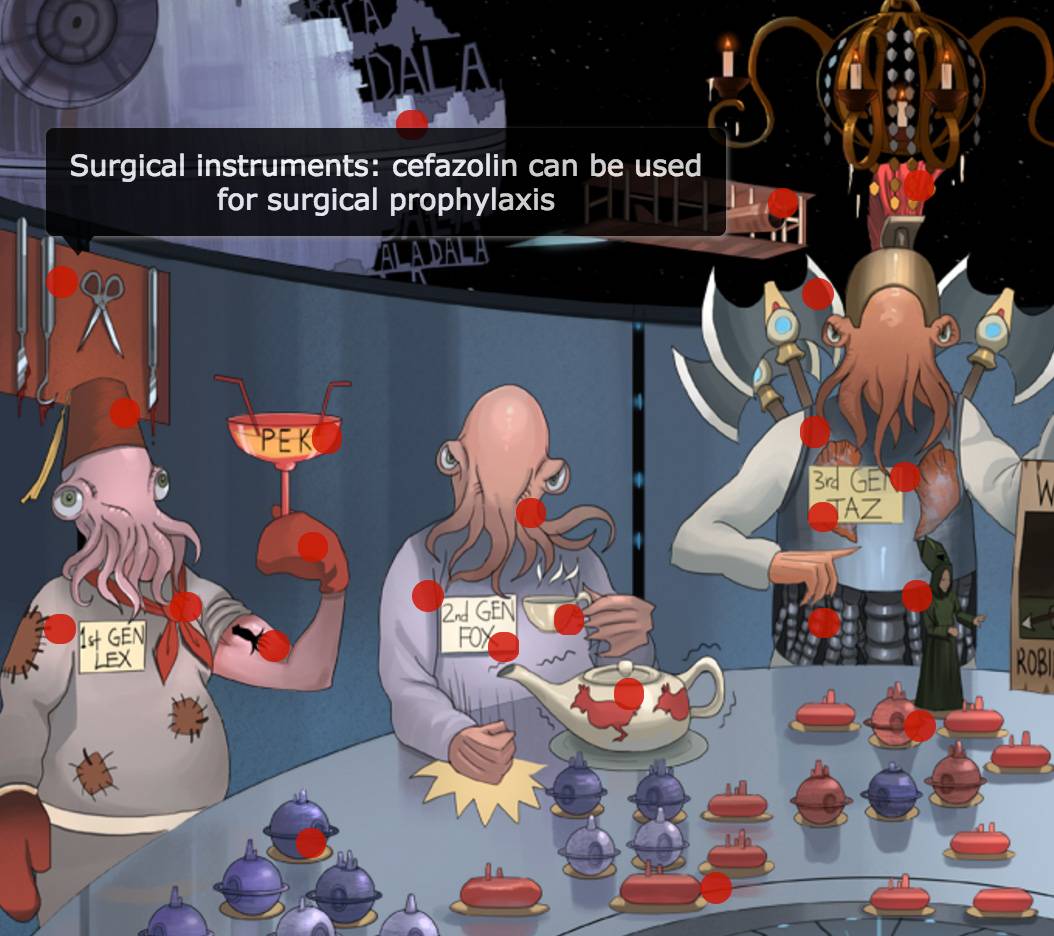 DALA
Surgical instruments: cefazolin can be used
for surgical prophylaxis
ALADALA
PEK
3rd GEN
TAZ
W
1st GEN
LEX
2nd GEN
FOX
ROBI